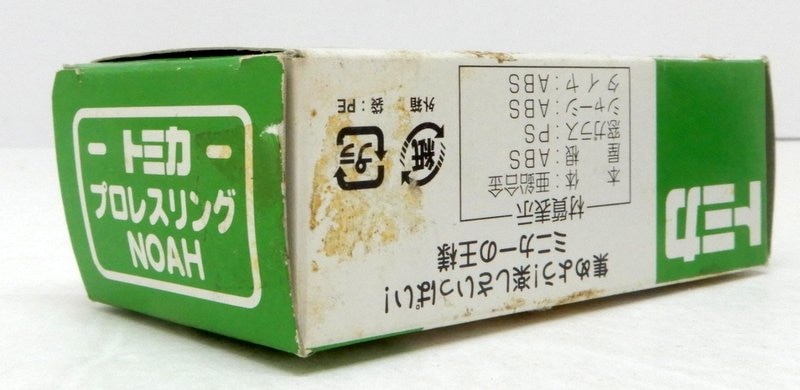 トミカ
プロレスリング
NOAH
トミカ
集めよう!楽しさいっぱい!
ミニカーの王様
材質表示
本体:亜鉛合金
屋根:ABS
窓ガラス:PS
シャーシ:ABS
タイヤ:ABS
紙
プラ
外箱
袋:PE